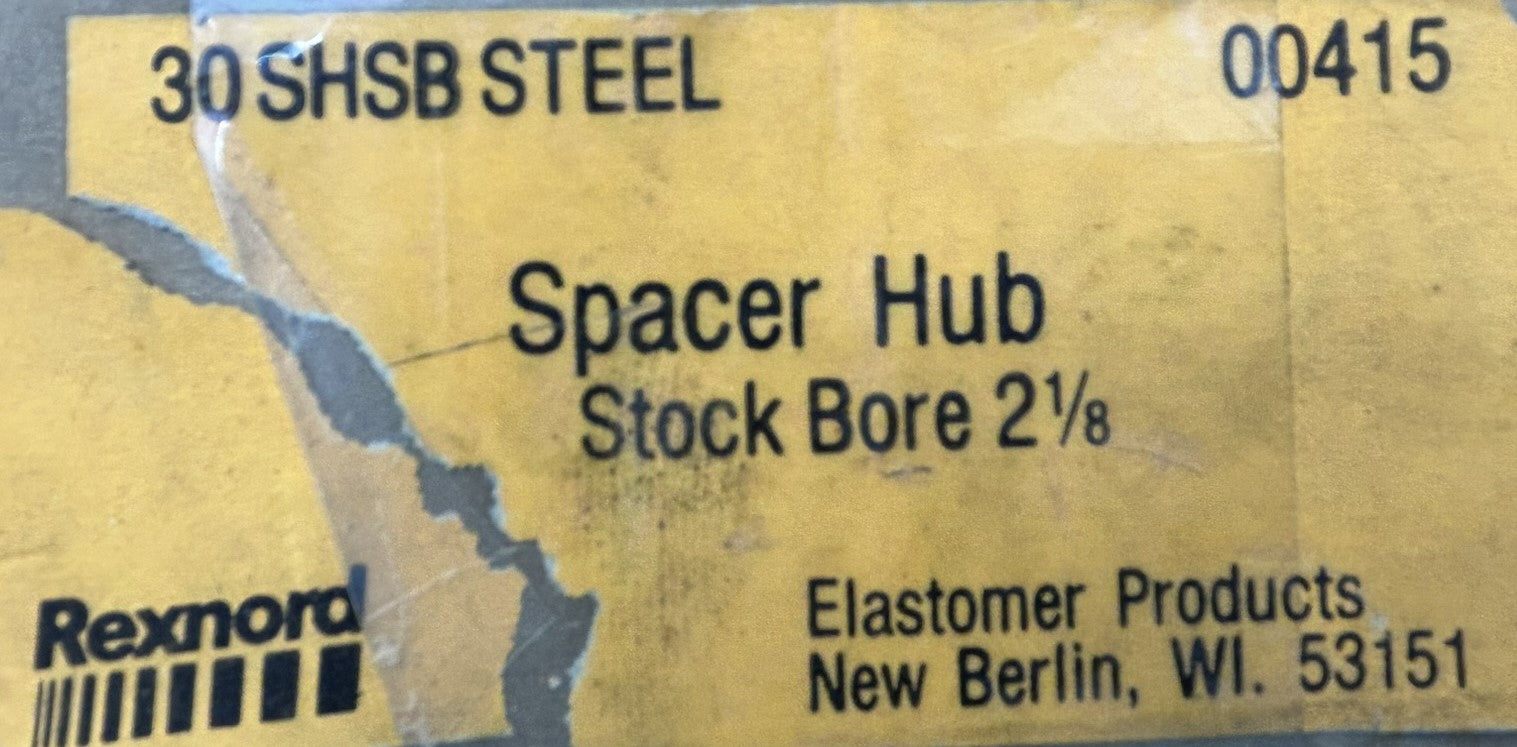 30 SHSB STEEL 00415
Spacer Hub
Stock Bore 2⅛
Rexnord
Elastomer Products
New Berlin, WI. 53151